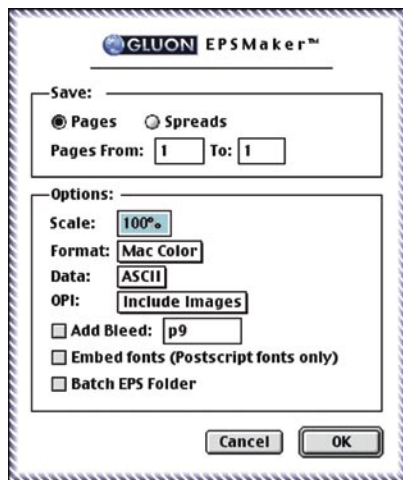 GLUON EPSMaker™
Save:
Pages Spreads
Pages From: 1 To: 1
Options:
Scale: 100%
Format: Mac Color
Data: ASCII
OPI: Include Images
Add Bleed: p9
Embed fonts (Postscript fonts only)
Batch EPS Folder
Cancel OK